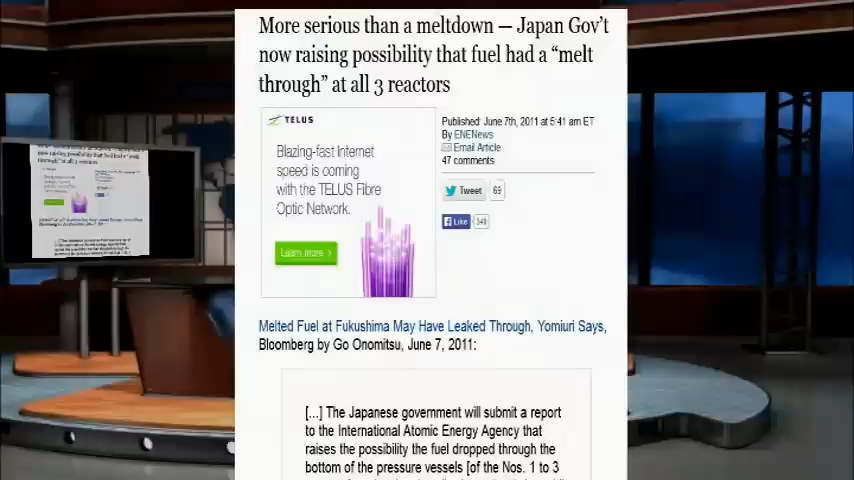 More serious than a meltdown — Japan Gov’t
now raising possibility that fuel had a “melt
through” at all 3 reactors
TELUS
Blazing-fast Internet
speed is coming
with the TELUS Fibre
Optic Network.
Learn more >
Published: June 7th, 2011 at 5:41 am ET
By ENENews
Email Article
47 comments
Tweet 69
Like 349
Melted Fuel at Fukushima May Have Leaked Through, Yomiuri Says,
Bloomberg by Go Onomitsu, June 7, 2011:
[...] The Japanese government will submit a report
to the International Atomic Energy Agency that
raises the possibility the fuel dropped through the
bottom of the pressure vessels [of the Nos. 1 to 3